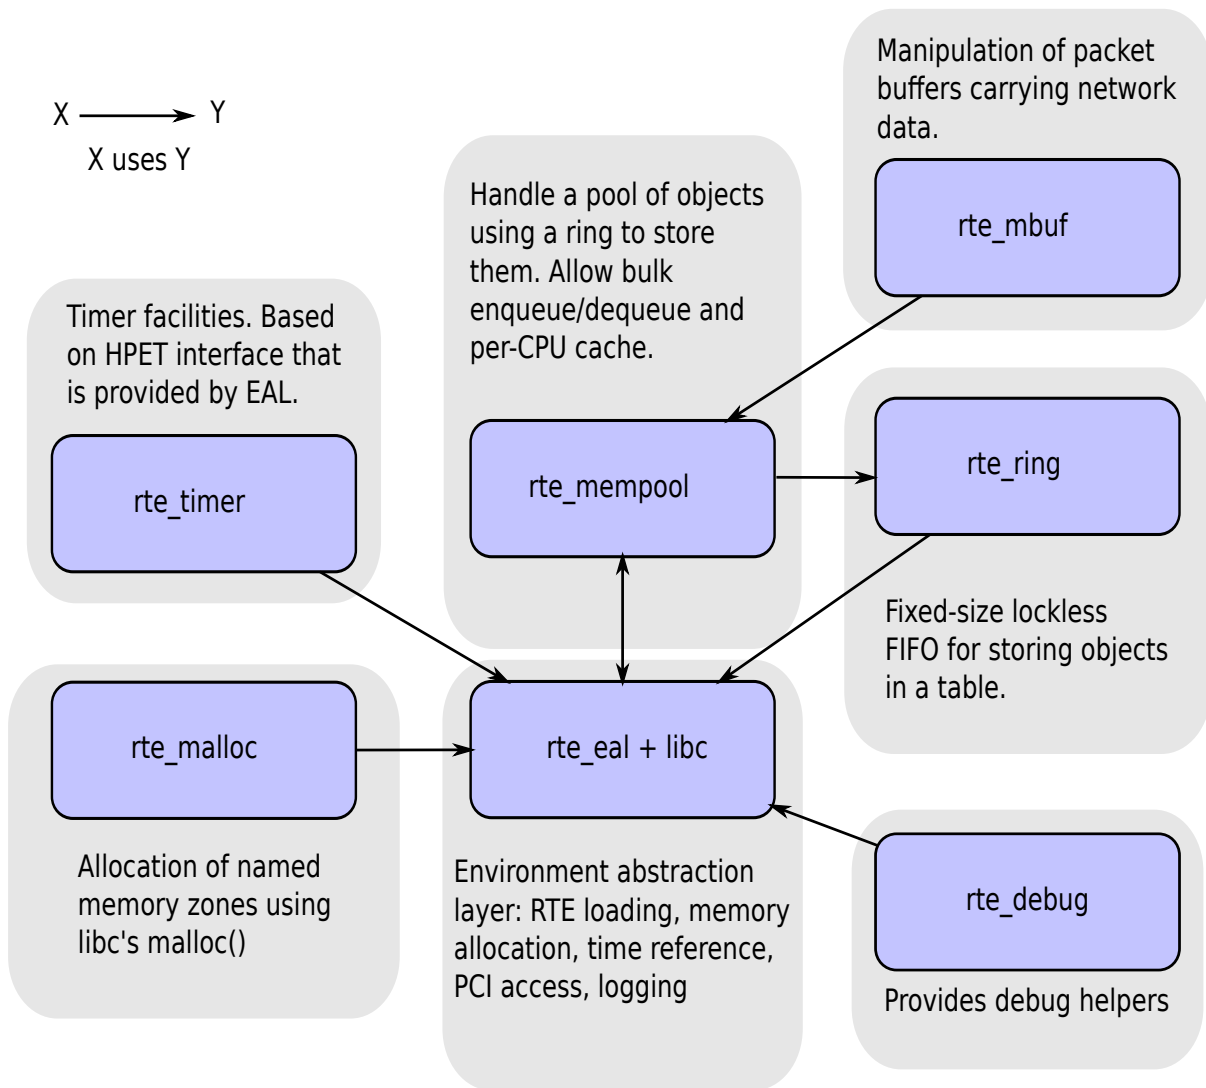 X
Y
X uses Y
Manipulation of packet
buffers carrying network
data.
rte_mbuf
Handle a pool of objects
using a ring to store
them. Allow bulk
enqueue/dequeue and
per-CPU cache.
rte_mempool
Timer facilities. Based
on HPET interface that
is provided by EAL.
rte_timer
rte_ring
Fixed-size lockless
FIFO for storing objects
in a table.
rte_malloc
Allocation of named
memory zones using
libc's malloc()
rte_eal + libc
Environment abstraction
layer: RTE loading, memory
allocation, time reference,
PCI access, logging
rte_debug
Provides debug helpers